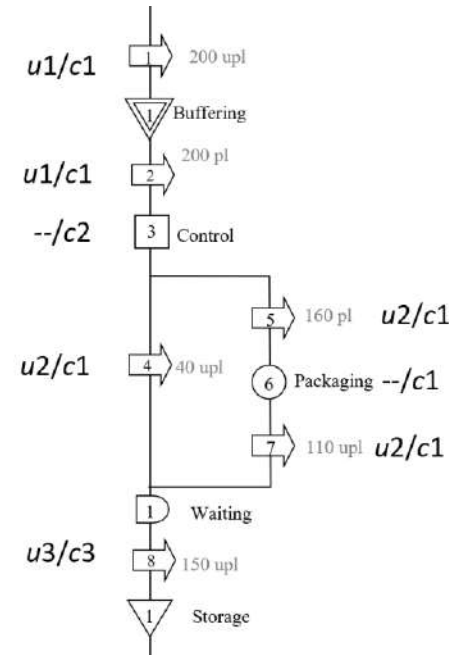 u1/c1 1 200 upl
1 Buffering
200 pl
u1/c1 2
--/c2 3 Control
5 160 pl u2/c1
u2/c1 4 40 upl
6 Packaging --/c1
7 110 upl u2/c1
1 Waiting
u3/c3 8 150 upl
1 Storage